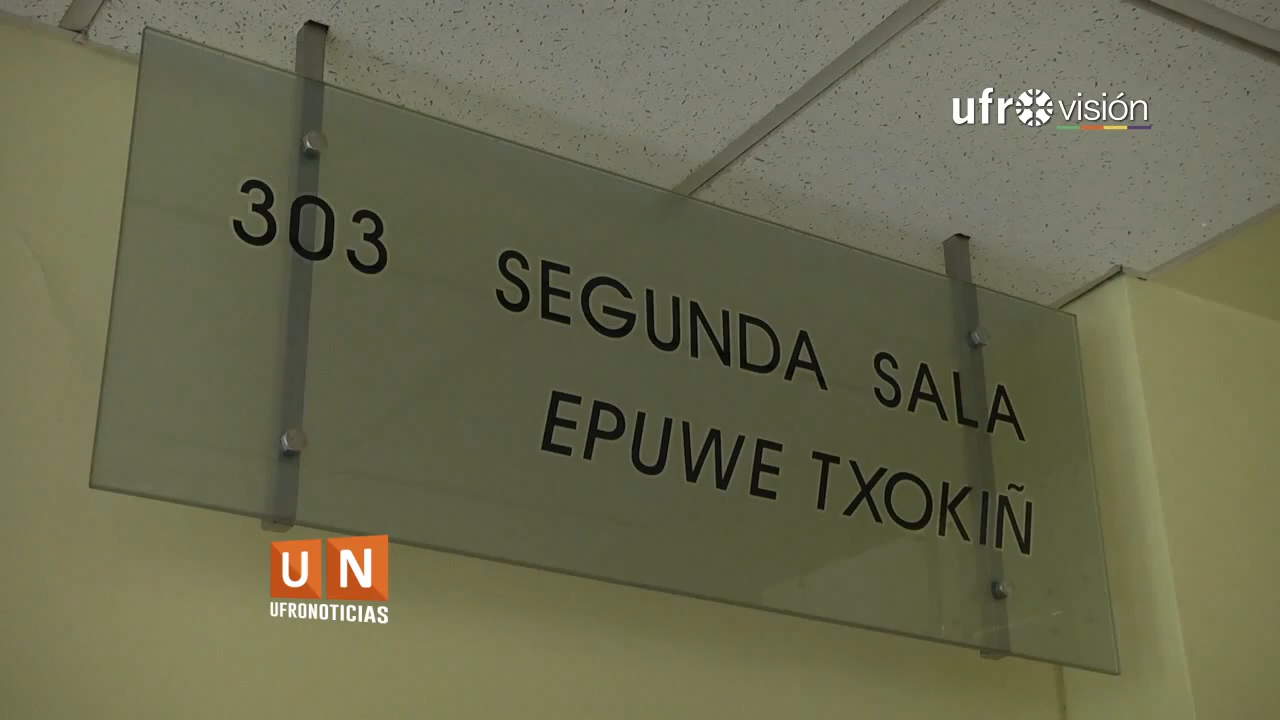 ufrovisión
303 SEGUNDA SALA
EPUWE TXOKIÑ
UN
UFRONOTICIAS